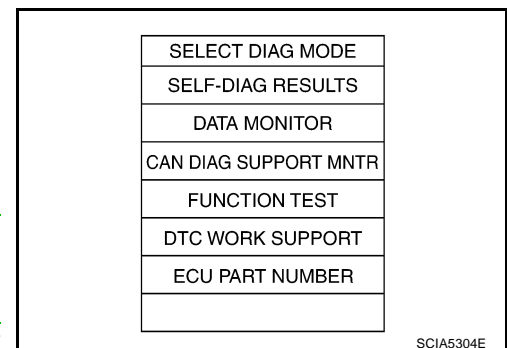 SELECT DIAG MODE
SELF-DIAG RESULTS
DATA MONITOR
CAN DIAG SUPPORT MNTR
FUNCTION TEST
DTC WORK SUPPORT
ECU PART NUMBER
SCIA5304E